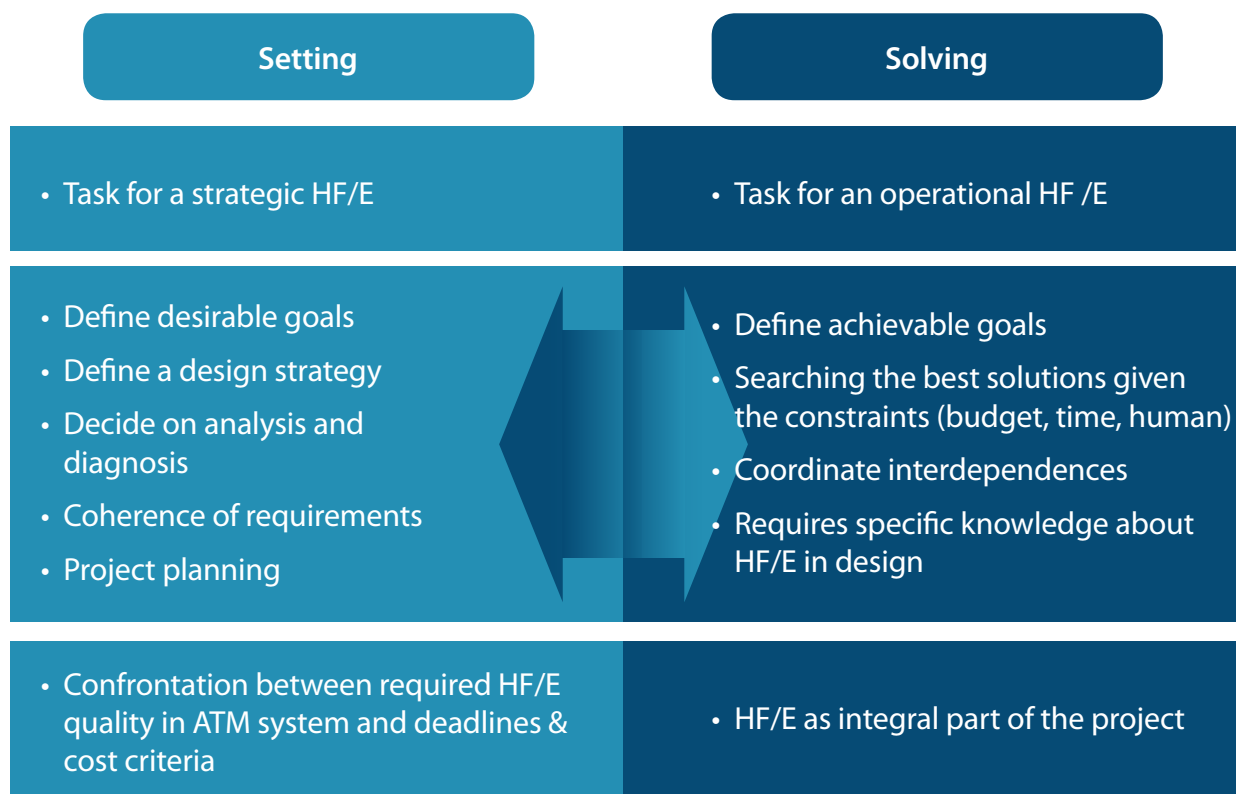 Setting
Solving
• Task for a strategic HF/E
• Task for an operational HF /E
• Define desirable goals
• Define a design strategy
• Decide on analysis and
diagnosis
• Coherence of requirements
• Project planning
• Define achievable goals
• Searching the best solutions given
the constraints (budget, time, human)
• Coordinate interdependences
• Requires specific knowledge about
HF/E in design
• Confrontation between required HF/E
quality in ATM system and deadlines &
cost criteria
• HF/E as integral part of the project